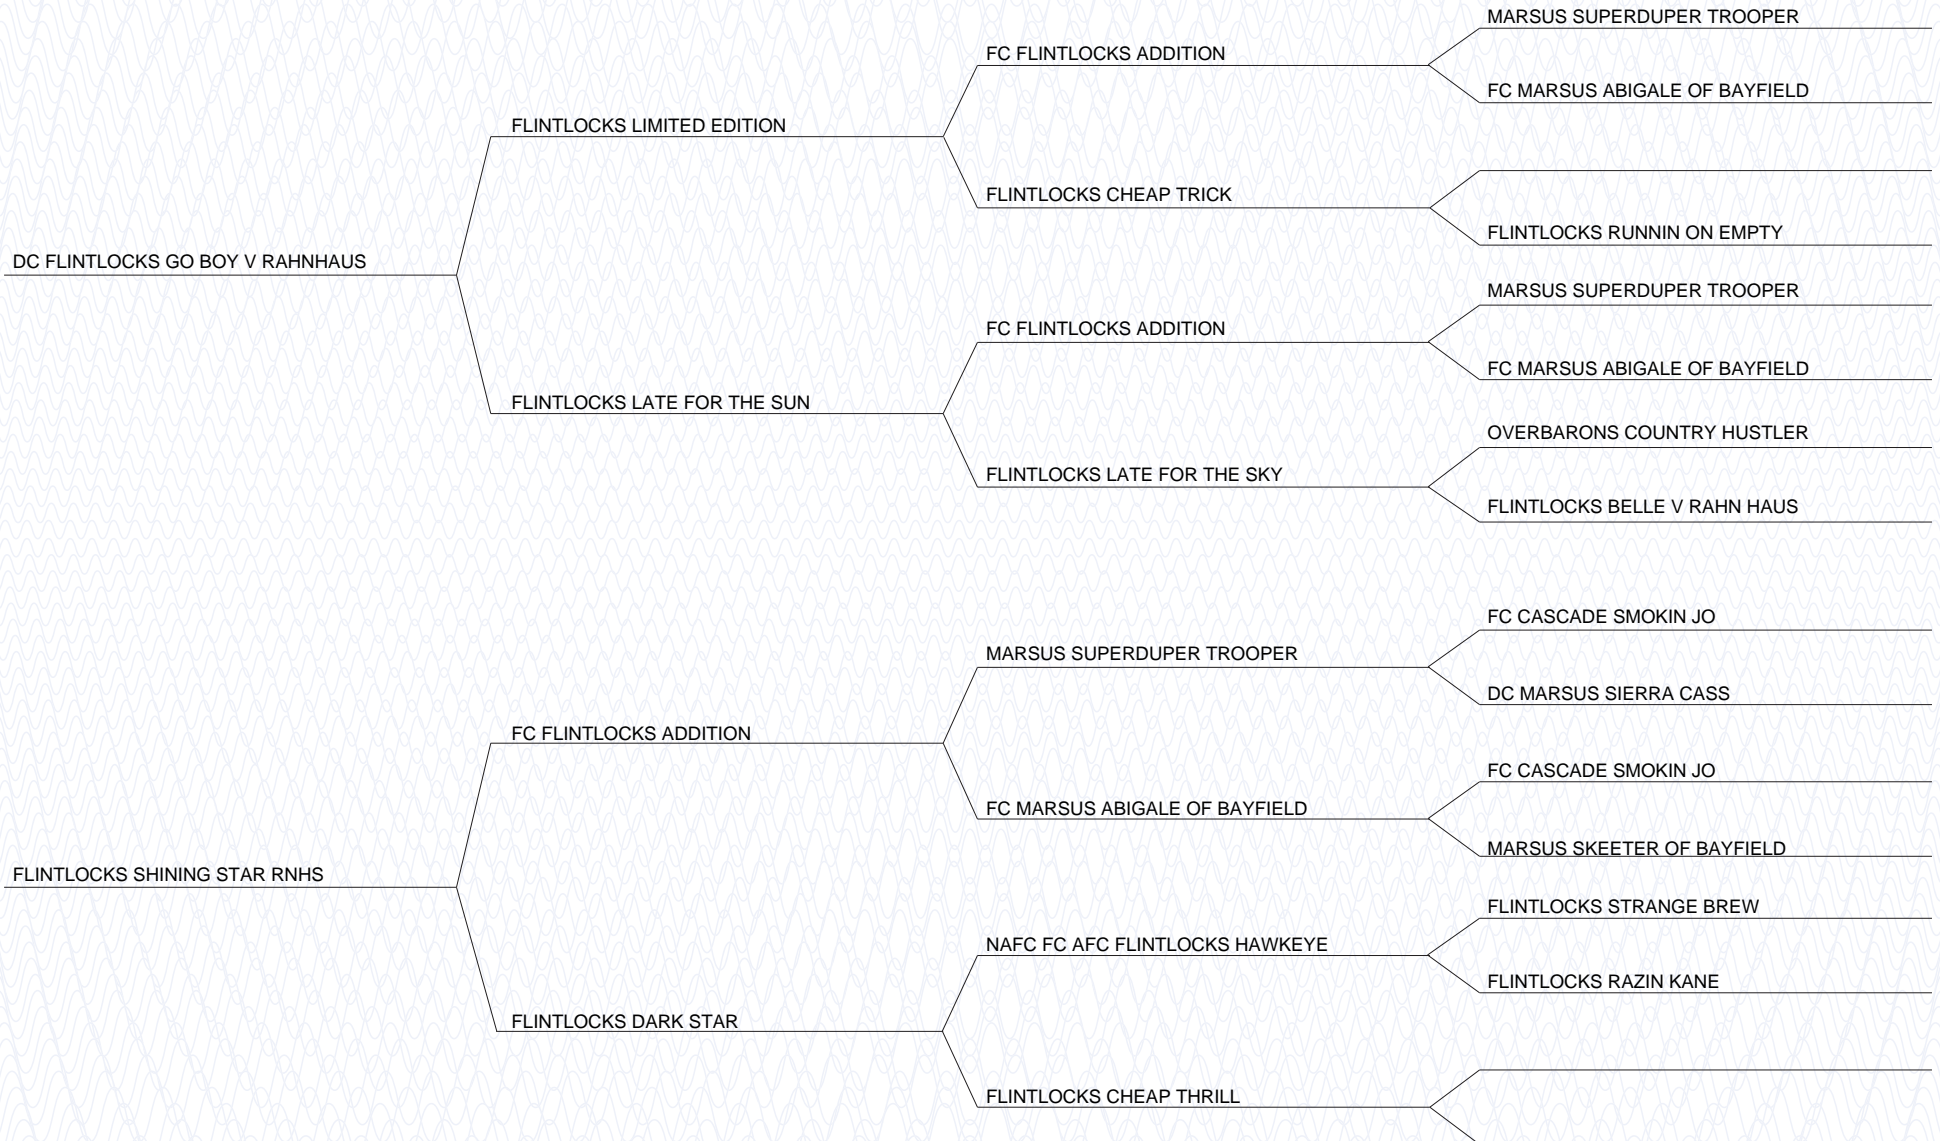 MARSUS SUPERDUPER TROOPER
FC FLINTLOCKS ADDITION
FC MARSUS ABIGALE OF BAYFIELD
FLINTLOCKS LIMITED EDITION
FLINTLOCKS CHEAP TRICK
FLINTLOCKS RUNNIN ON EMPTY
DC FLINTLOCKS GO BOY V RAHNHAUS
MARSUS SUPERDUPER TROOPER
FC FLINTLOCKS ADDITION
FC MARSUS ABIGALE OF BAYFIELD
FLINTLOCKS LATE FOR THE SUN
OVERBARONS COUNTRY HUSTLER
FLINTLOCKS LATE FOR THE SKY
FLINTLOCKS BELLE V RAHN HAUS
FC CASCADE SMOKIN JO
MARSUS SUPERDUPER TROOPER
DC MARSUS SIERRA CASS
FC FLINTLOCKS ADDITION
FC CASCADE SMOKIN JO
FC MARSUS ABIGALE OF BAYFIELD
MARSUS SKEETER OF BAYFIELD
FLINTLOCKS SHINING STAR RNHS
FLINTLOCKS STRANGE BREW
NAFC FC AFC FLINTLOCKS HAWKEYE
FLINTLOCKS RAZIN KANE
FLINTLOCKS DARK STAR
FLINTLOCKS CHEAP THRILL